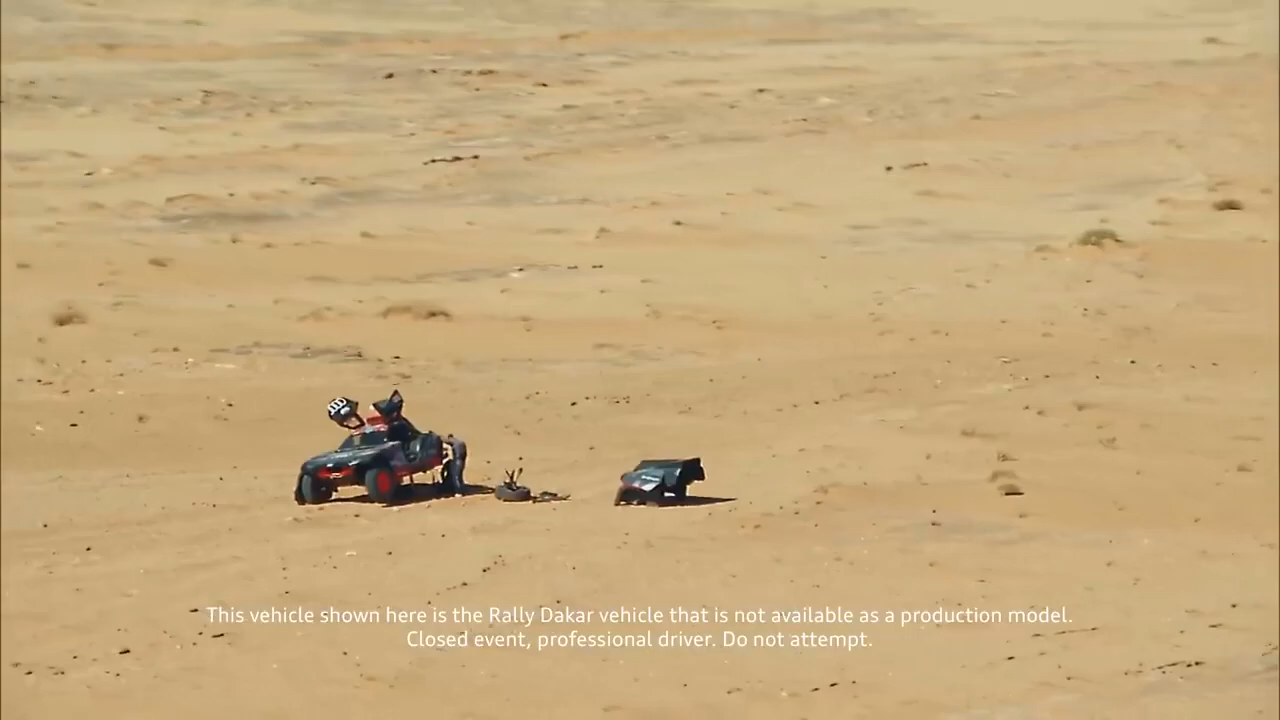 This vehicle shown here is the Rally Dakar vehicle that is not available as a production model.
Closed event, professional driver. Do not attempt.